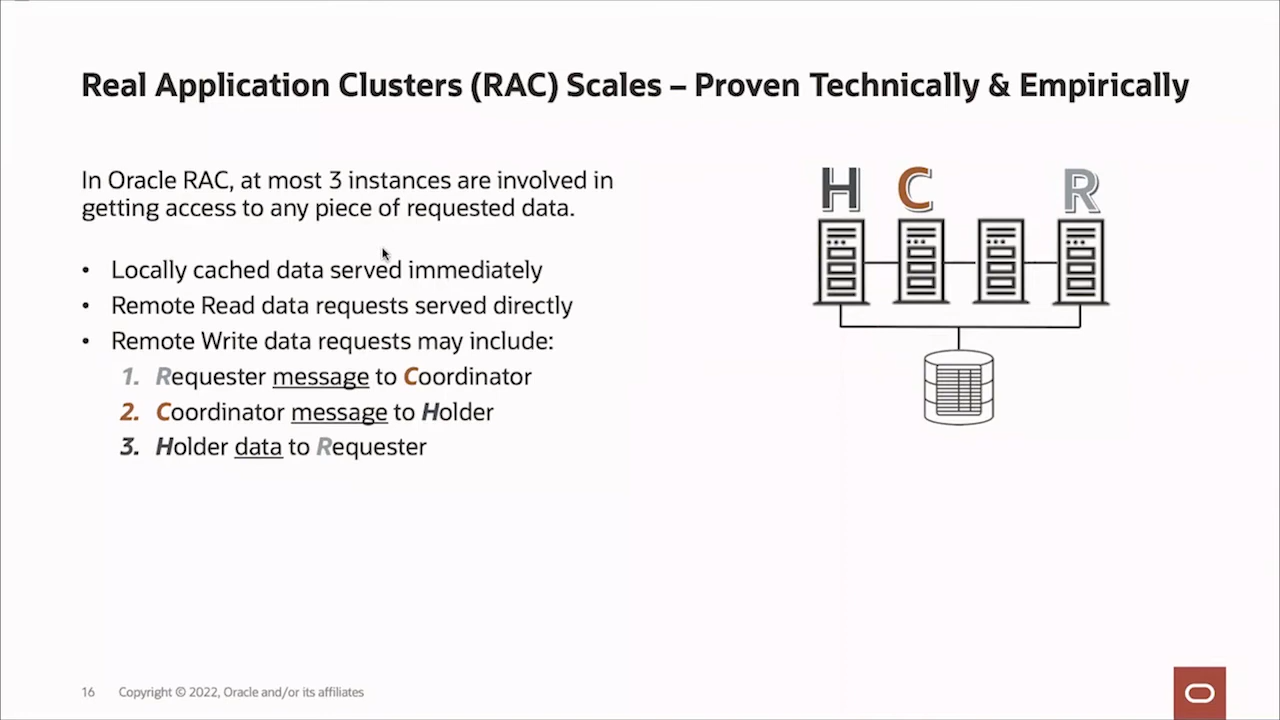 Real Application Clusters (RAC) Scales – Proven Technically & Empirically
In Oracle RAC, at most 3 instances are involved in
getting access to any piece of requested data.
• Locally cached data served immediately
• Remote Read data requests served directly
• Remote Write data requests may include:
1. Requester message to Coordinator
2. Coordinator message to Holder
3. Holder data to Requester
H C R
16 Copyright © 2022, Oracle and/or its affiliates